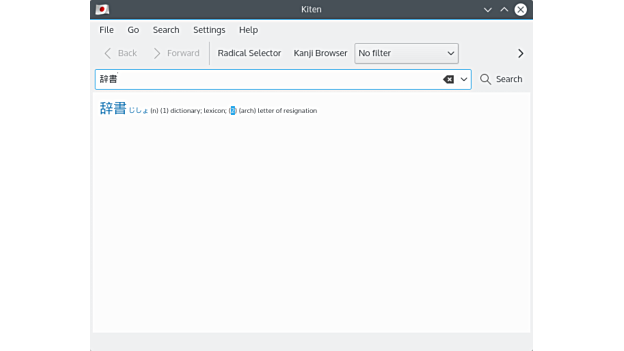 Kiten
File Go Search Settings Help
Back Forward Radical Selector Kanji Browser No filter
辞書 Search
辞書 じしょ (n) (1) dictionary; lexicon; (2) (arch) letter of resignation